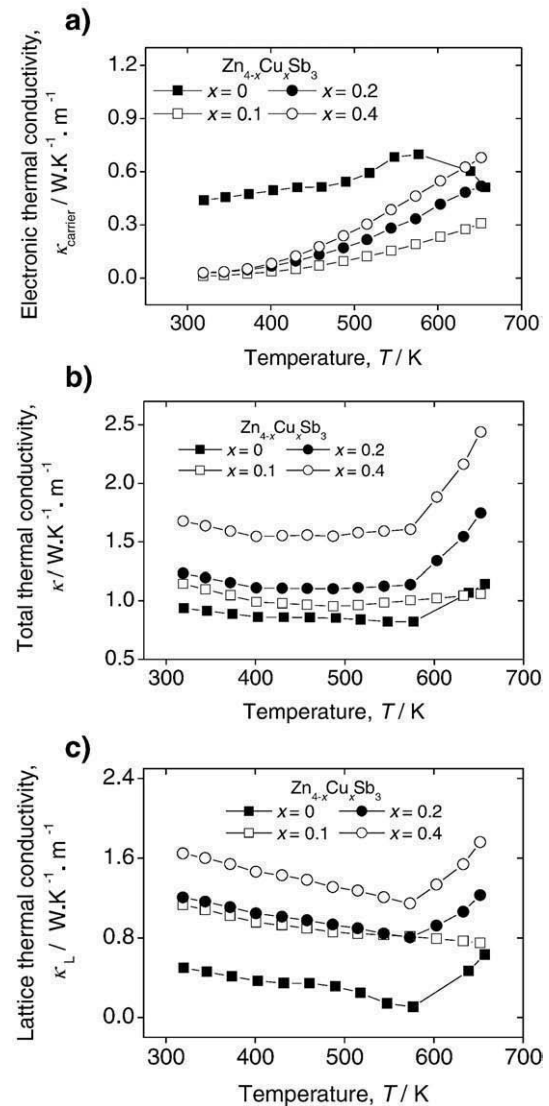 a)
Electronic thermal conductivity,
κcarrier / W.K⁻¹. m⁻¹
1.2
0.9
0.6
0.3
0.0
Zn4-xCuxSb3
x = 0 x = 0.2
x = 0.1 x = 0.4
300 400 500 600 700
Temperature, T / K
b)
Total thermal conductivity,
κ/ W.K⁻¹. m⁻¹
2.5
2.0
1.5
1.0
0.5
Zn4-xCuxSb3
x = 0 x = 0.2
x = 0.1 x = 0.4
300 400 500 600 700
Temperature, T / K
c)
Lattice thermal conductivity,
κL / W.K⁻¹. m⁻¹
2.4
1.6
0.8
0.0
Zn4-xCuxSb3
x = 0 x = 0.2
x = 0.1 x = 0.4
300 400 500 600 700
Temperature, T / K